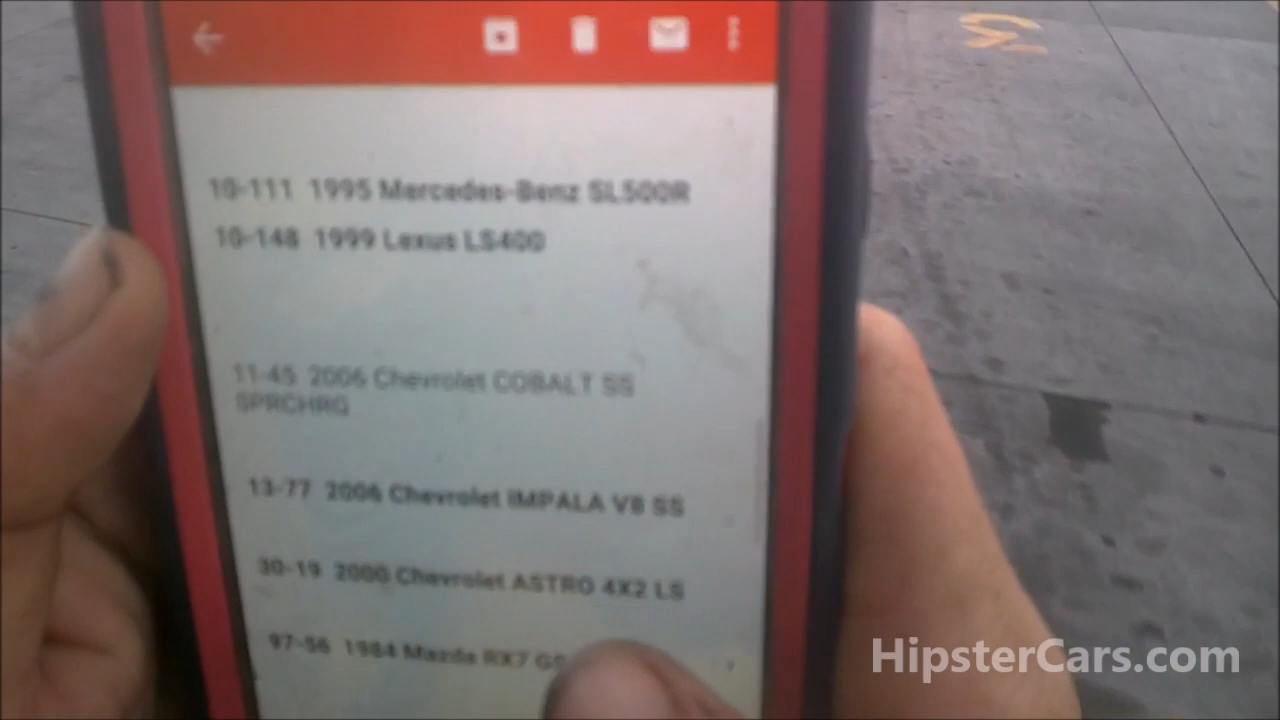 10-111 1995 Mercedes-Benz SL500R
10-148 1999 Lexus LS400
11-45 2006 Chevrolet COBALT SS
SPRCHRG
13-77 2006 Chevrolet IMPALA V8 SS
30-19 2000 Chevrolet ASTRO 4X2 LS
97-56 1984 Mazda RX7
HipsterCars.com